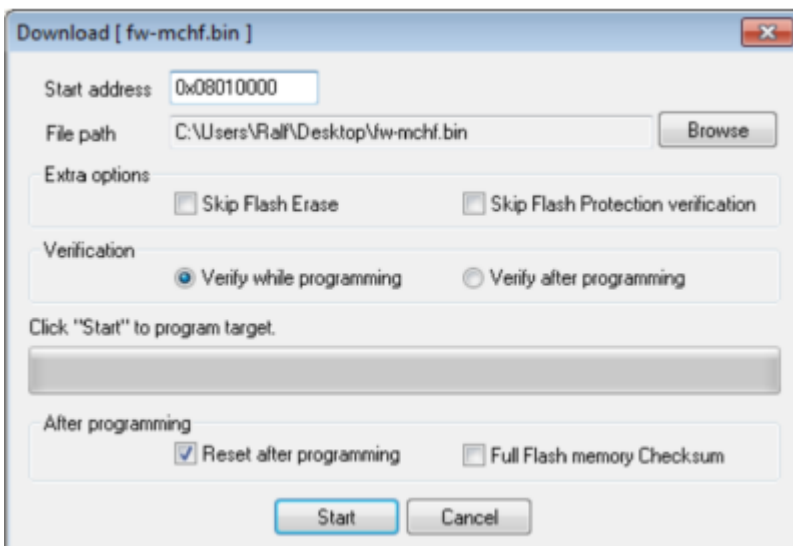 Download [ fw-mchf.bin ]
Start address 0x08010000
File path C:\Users\Ralf\Desktop\fw-mchf.bin Browse
Extra options
Skip Flash Erase Skip Flash Protection verification
Verification
Verify while programming Verify after programming
Click "Start" to program target.
After programming
Reset after programming Full Flash memory Checksum
Start Cancel